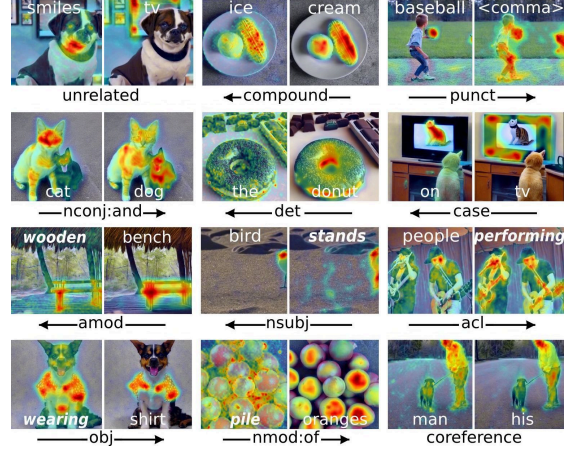 smiles tv ice cream baseball <comma>
unrelated compound punct
cat dog the donut on tv
nconj:and det case
wooden bench bird stands people performing
amod nsubj acl
wearing shirt pile oranges man his
obj nmod:of coreference